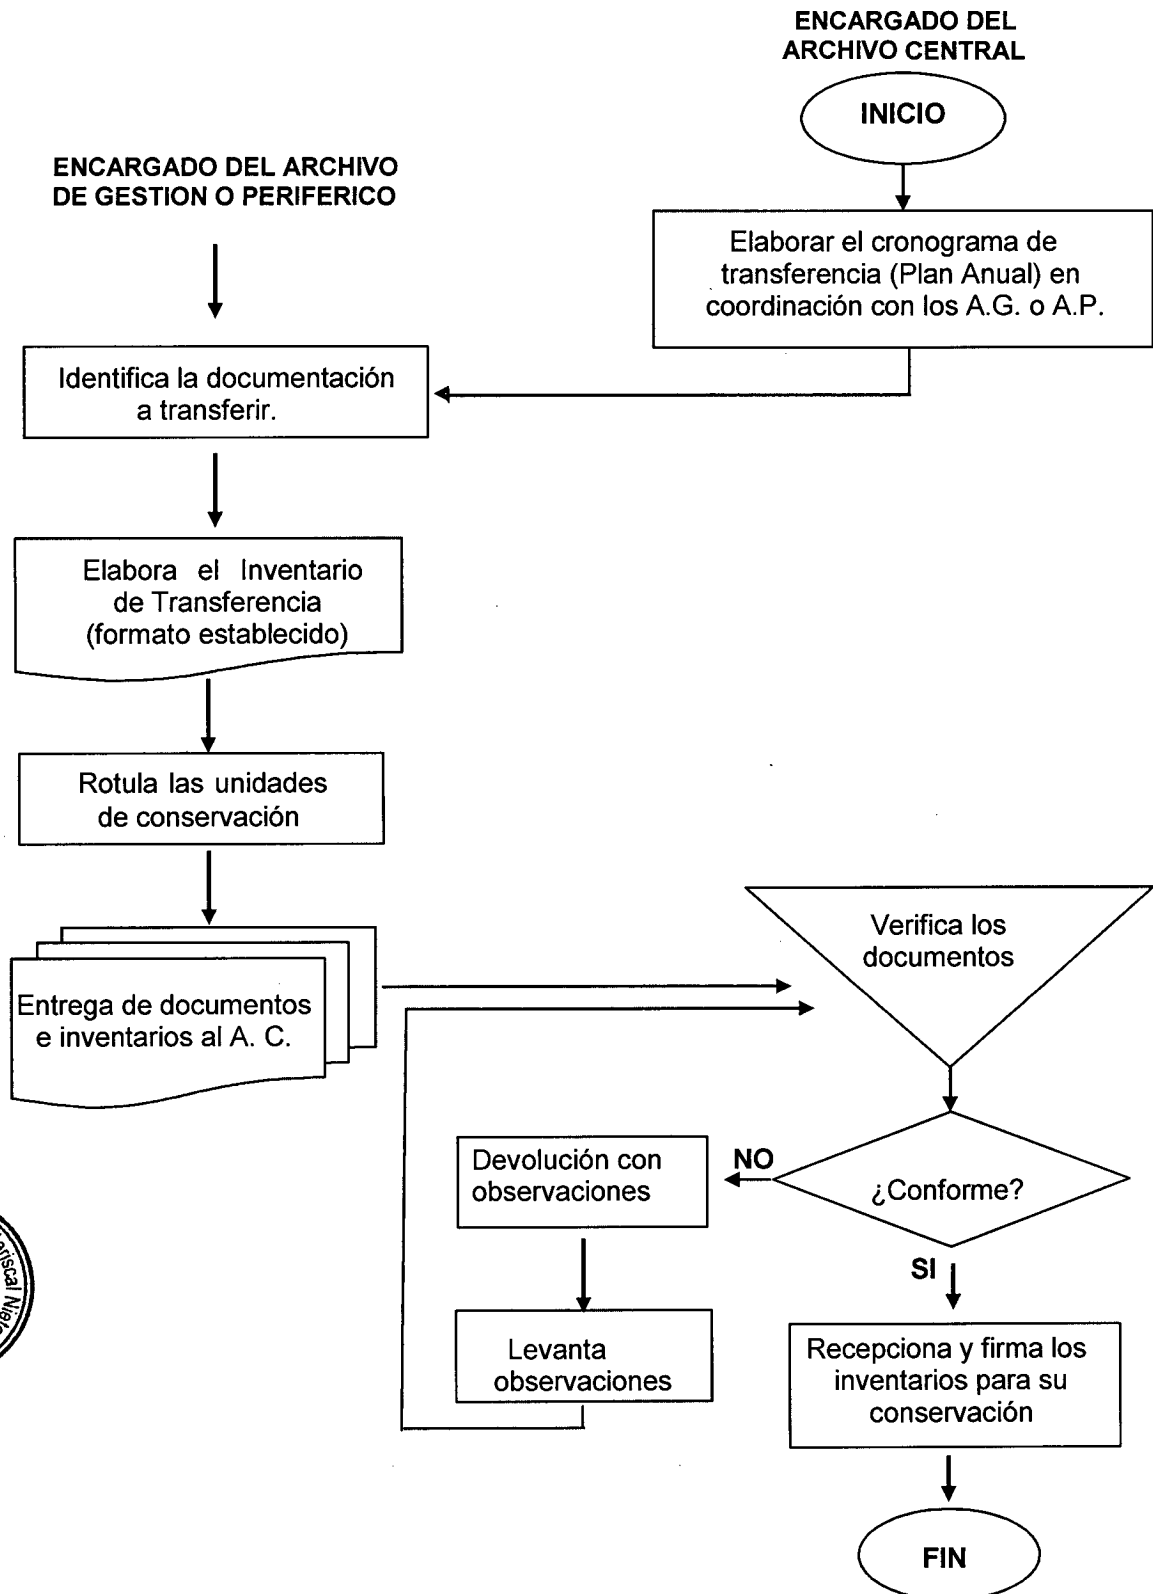 ENCARGADO DEL
ARCHIVO CENTRAL
INICIO
ENCARGADO DEL ARCHIVO
DE GESTION O PERIFERICO
Elaborar el cronograma de
transferencia (Plan Anual) en
coordinación con los A.G. o A.P.
Identifica la documentación
a transferir.
Elabora el Inventario
de Transferencia
(formato establecido)
Rotula las unidades
de conservación
Entrega de documentos
e inventarios al A. C.
Verifica los
documentos
¿Conforme?
NO
Devolución con
observaciones
Levanta
observaciones
SI
Recepciona y firma los
inventarios para su
conservación
FIN